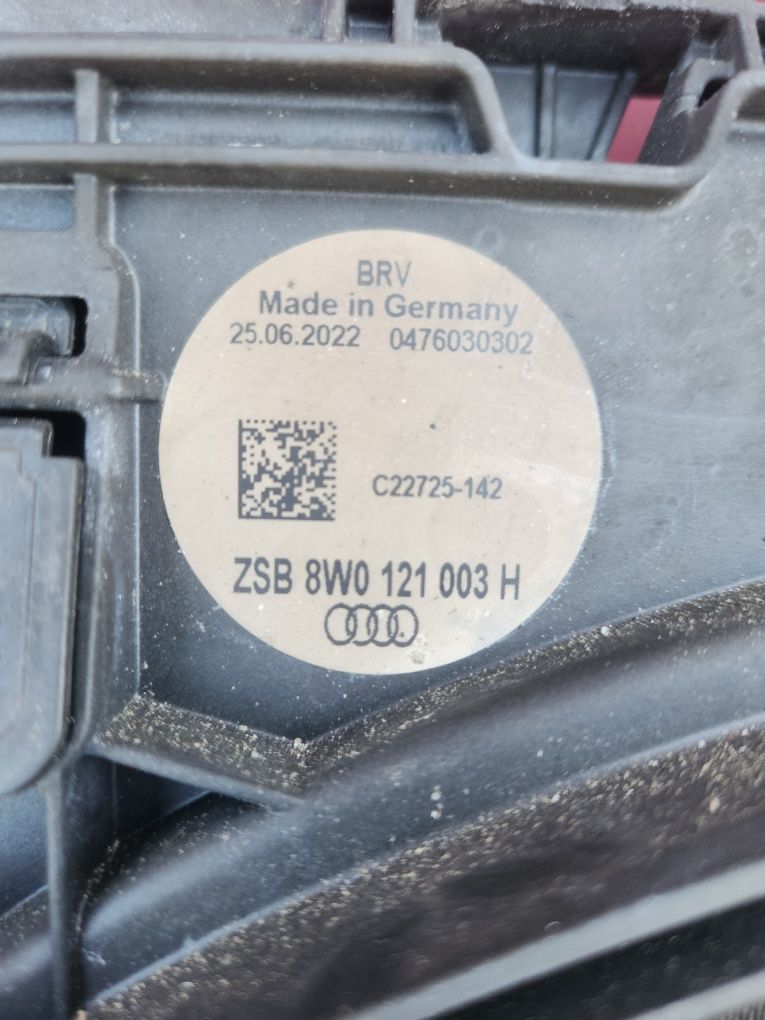 BRV
Made in Germany
25.06.2022 0476030302
C22725-142
ZSB 8W0 121 003 H